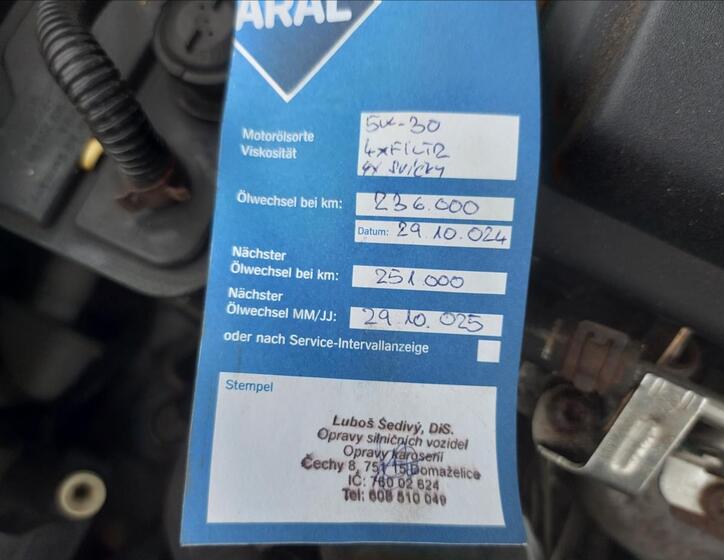 ARAL
Motorölsorte
Viskosität
5W-30
4xFILTR
4x SVÍČKY
Ölwechsel bei km:
236.000
Datum: 29.10.024
Nächster
Ölwechsel bei km:
251.000
Nächster
Ölwechsel MM/JJ:
29.10.025
oder nach Service-Intervallanzeige
Stempel
Luboš Šedivý, DiS.
Opravy silničních vozidel
Opravy karoserií
Čechy 8, 751 15 Domaželice
IČ: 760 02 624
Tel: 608 510 049